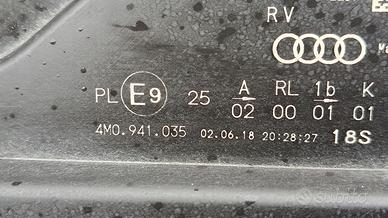 RV
PL E9 25 A RL 1b K
02 00 01 01
4M0.941.035 02.06.18 20:28:27 18S
Subito